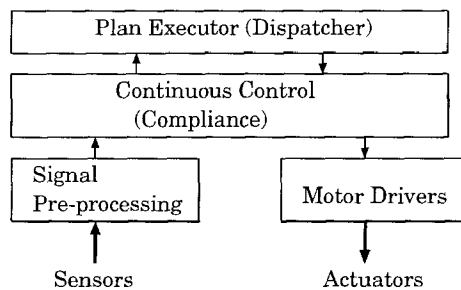 Plan Executor (Dispatcher)
Continuous Control
(Compliance)
Signal
Pre-processing
Motor Drivers
Sensors
Actuators